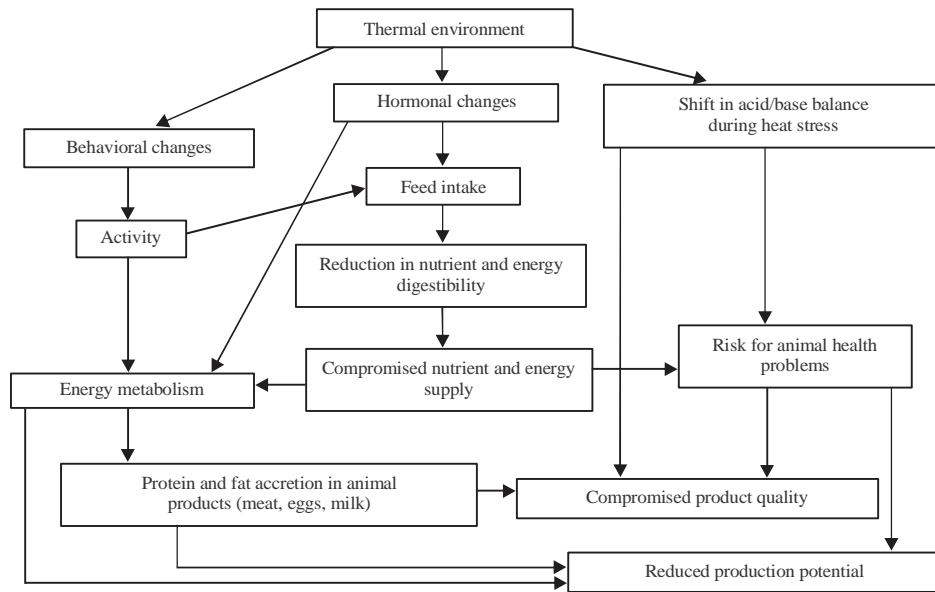 Thermal environment
Hormonal changes
Shift in acid/base balance
during heat stress
Behavioral changes
Feed intake
Activity
Reduction in nutrient and energy
digestibility
Risk for animal health
problems
Compromised nutrient and energy
supply
Energy metabolism
Protein and fat accretion in animal
products (meat, eggs, milk)
Compromised product quality
Reduced production potential